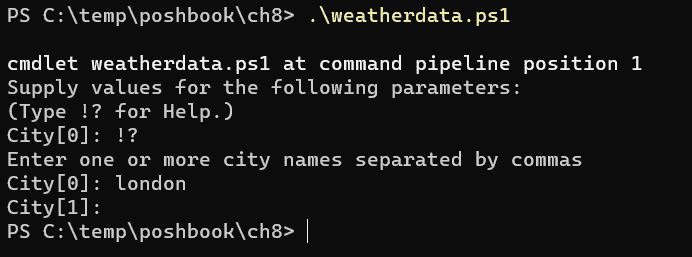 PS C:\temp\poshbook\ch8> .\weatherdata.ps1
cmdlet weatherdata.ps1 at command pipeline position 1
Supply values for the following parameters:
(Type !? for Help.)
City[0]: !?
Enter one or more city names separated by commas
City[0]: london
City[1]:
PS C:\temp\poshbook\ch8>